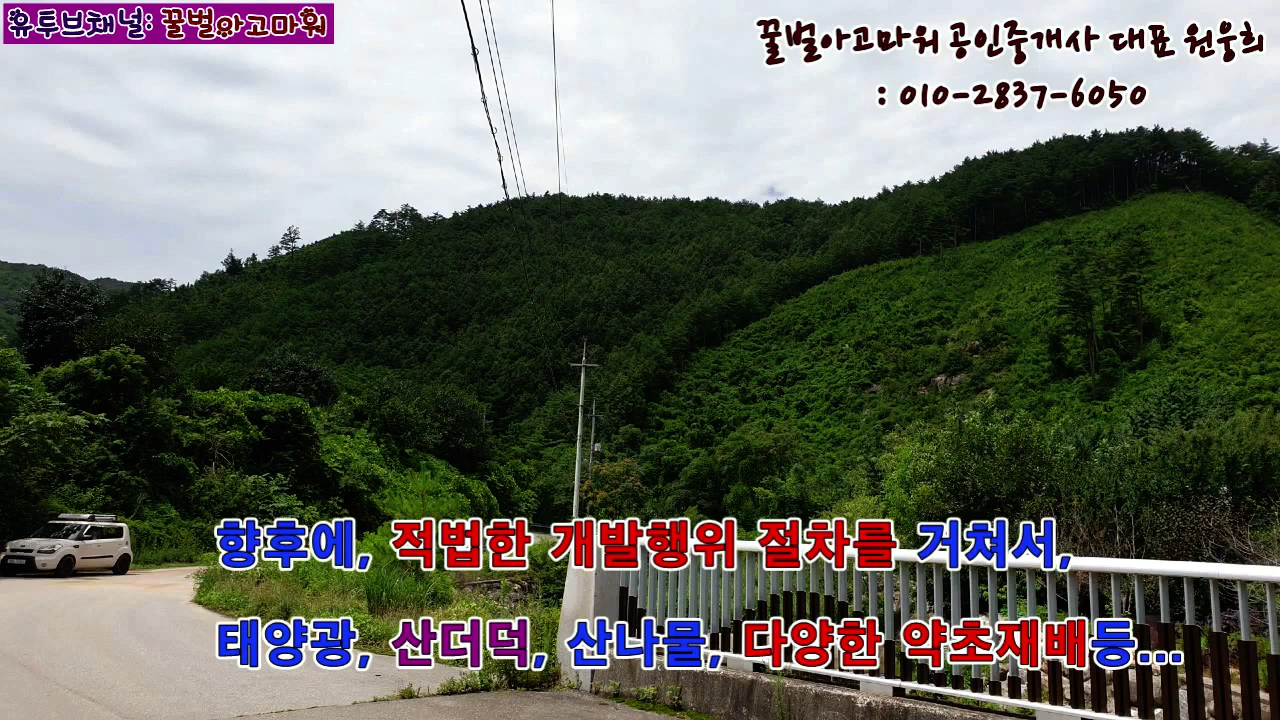 유투브채널: 꿀벌아고마워
꿀벌아고마워 공인중개사 대표 원웅희
: 010-2837-6050
향후에, 적법한 개발행위 절차를 거쳐서,
태양광, 산더덕, 산나물, 다양한 약초재배등...